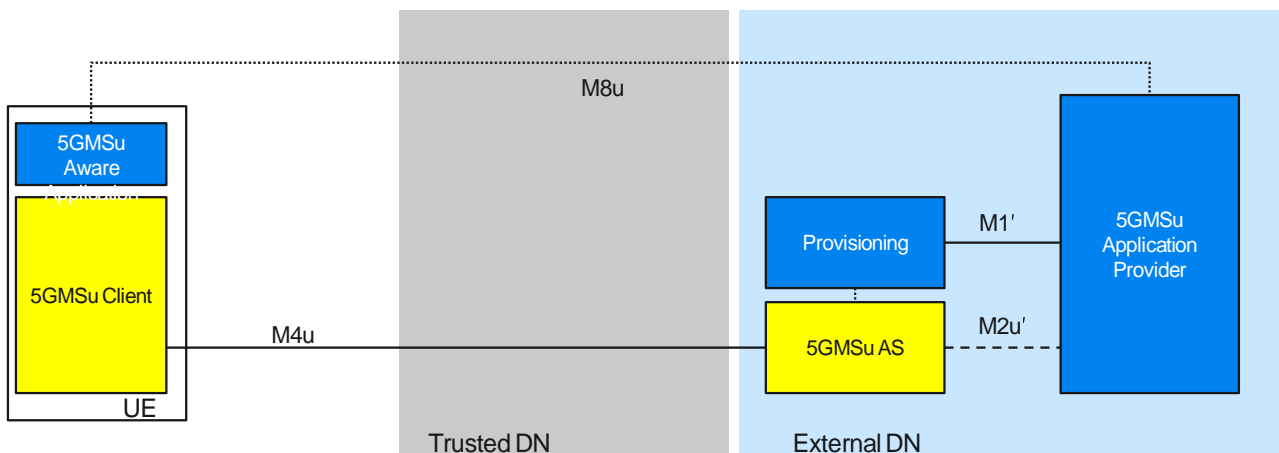 M8u
5GMSu
Aware
Application
5GMSu Client
UE
M4u
Provisioning
M1′
5GMSu
Application
Provider
5GMSu AS
M2u′
Trusted DN
External DN